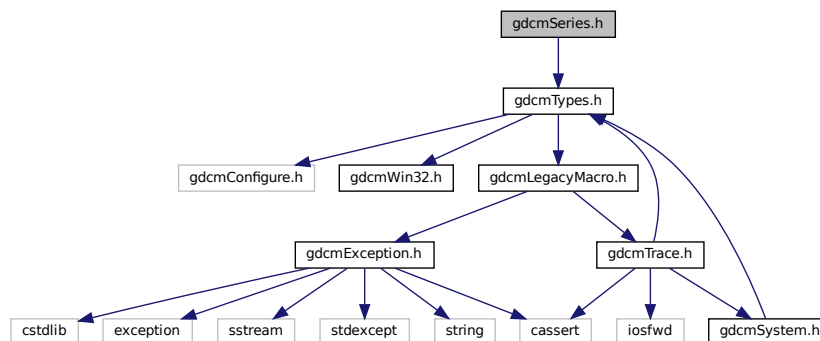 gdcmSeries.h
gdcmTypes.h
gdcmConfigure.h
gdcmWin32.h
gdcmLegacyMacro.h
gdcmException.h
gdcmTrace.h
cstdlib
exception
sstream
stdexcept
string
cassert
iosfwd
gdcmSystem.h